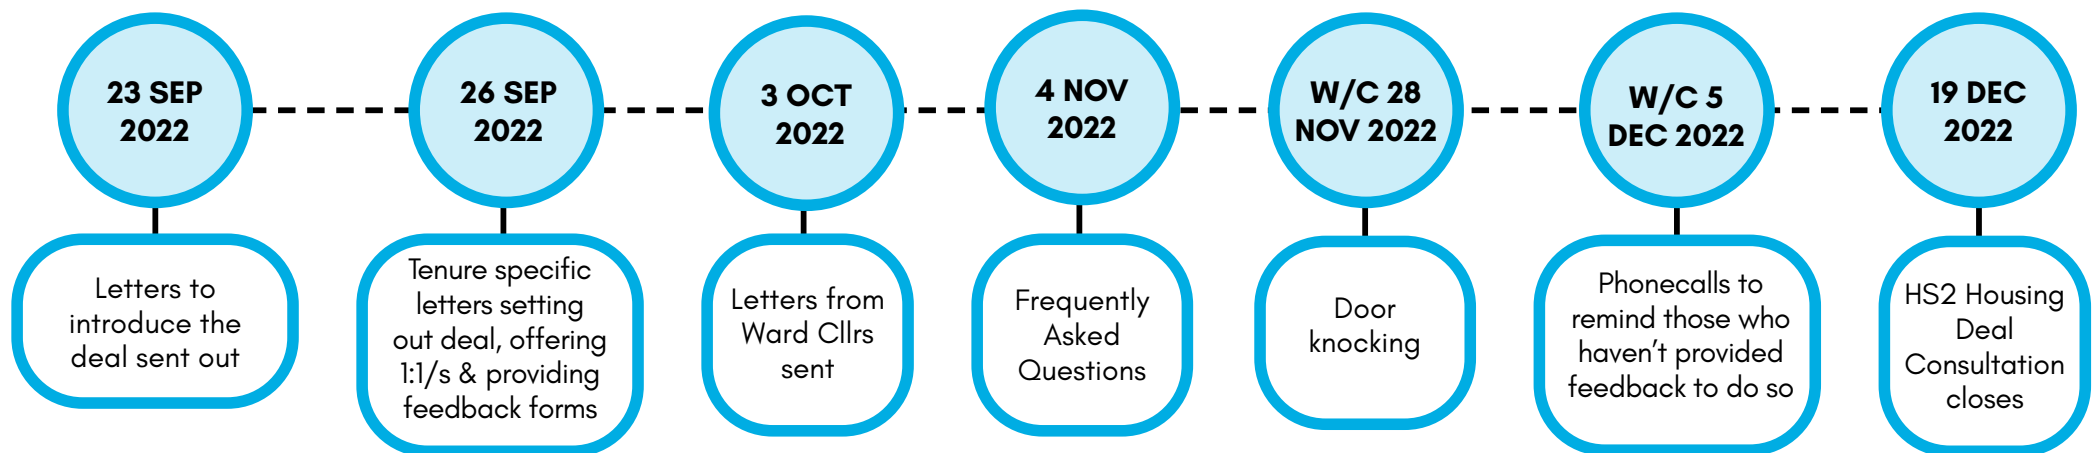 23 SEP
2022
26 SEP
2022
3 OCT
2022
4 NOV
2022
W/C 28
NOV 2022
W/C 5
DEC 2022
19 DEC
2022
Letters to
introduce the
deal sent out
Tenure specific
letters setting
out deal, offering
1:1/s & providing
feedback forms
Letters from
Ward Cllrs
sent
Frequently
Asked
Questions
Door
knocking
Phonecalls to
remind those who
haven't provided
feedback to do so
HS2 Housing
Deal
Consultation
closes